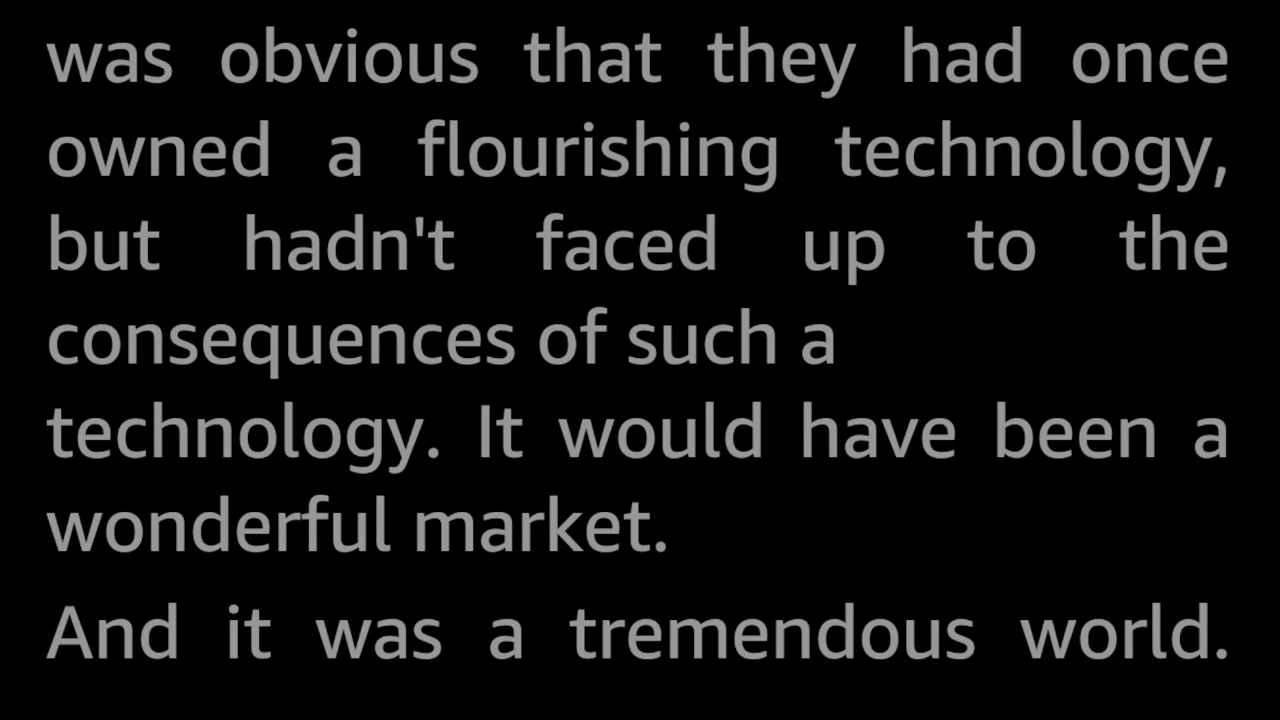 was obvious that they had once
owned a flourishing technology,
but hadn't faced up to the
consequences of such a
technology. It would have been a
wonderful market.
And it was a tremendous world.